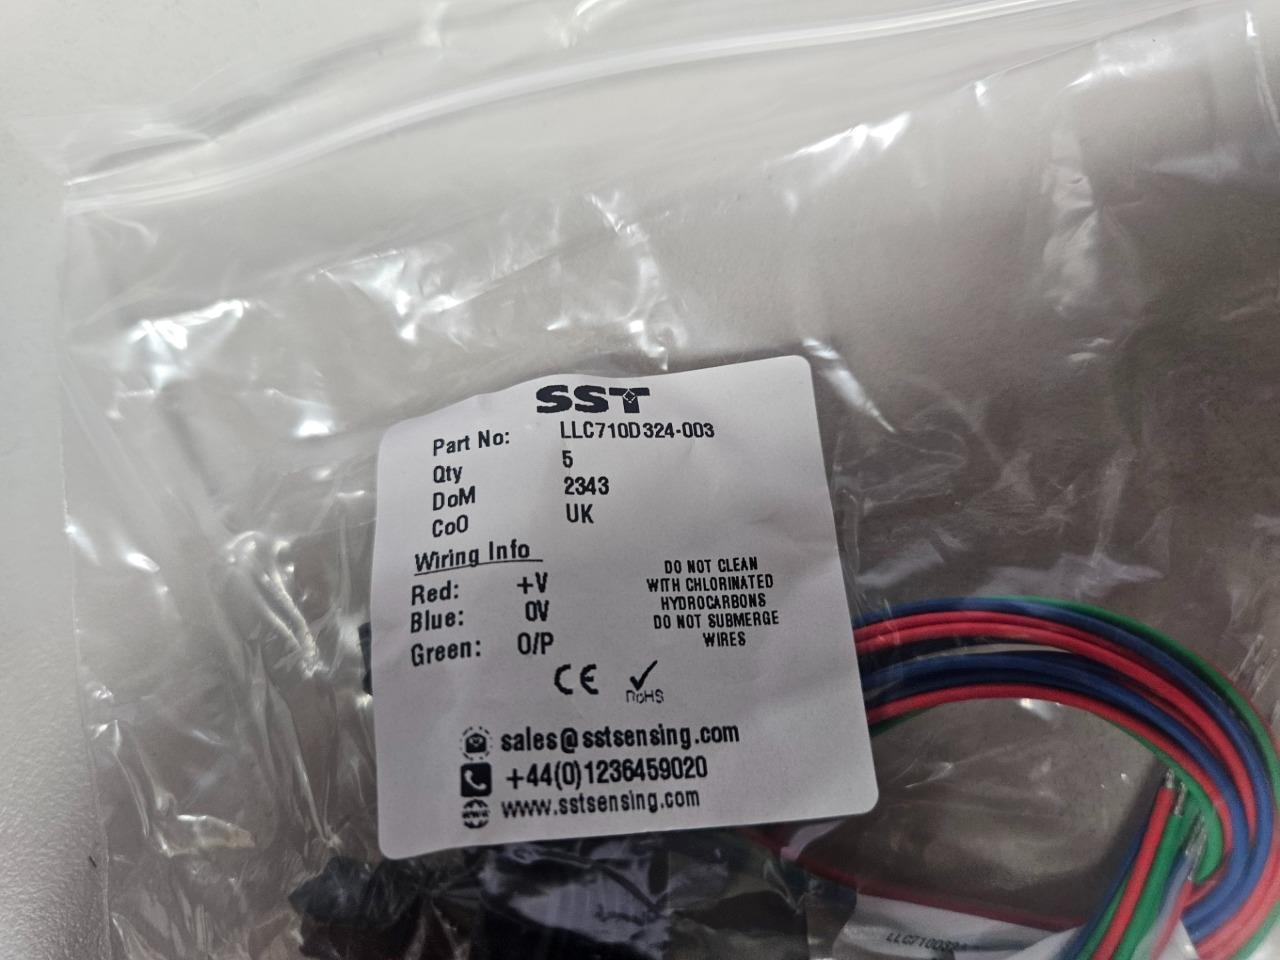 SST
Part No: LLC710D324-003
Qty 5
DoM 2343
CoO UK
Wiring Info
Red: +V
Blue: 0V
Green: O/P
DO NOT CLEAN
WITH CHLORINATED
HYDROCARBONS
DO NOT SUBMERGE
WIRES
CE
RoHS
sales@sstsensing.com
+44(0)1236459020
www
www.sstsensing.com